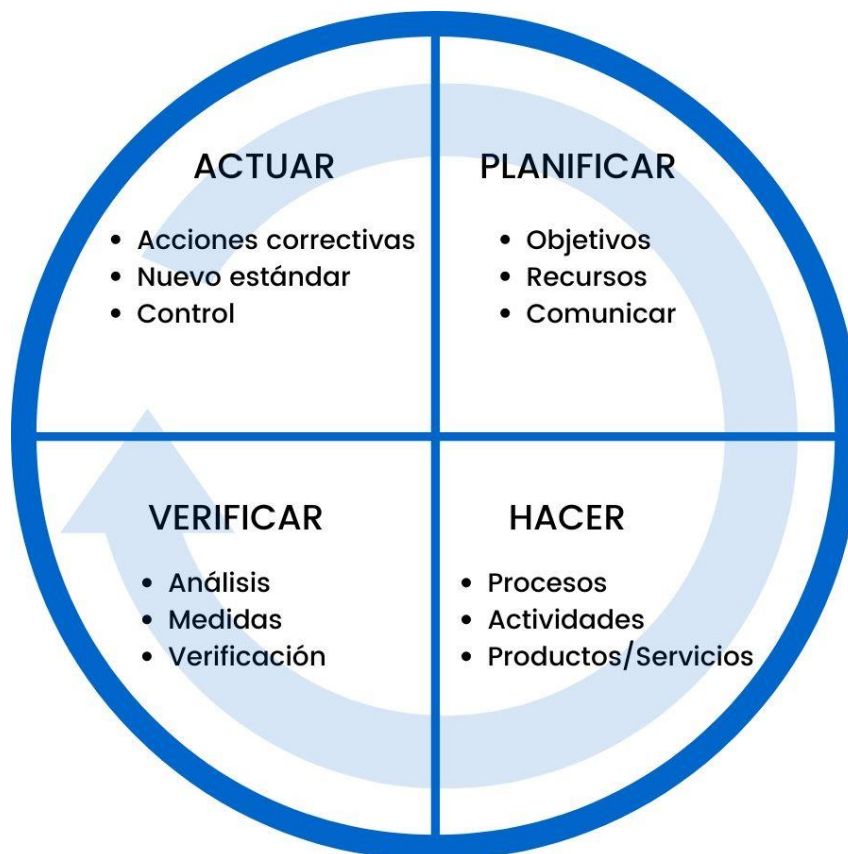 ACTUAR
• Acciones correctivas
• Nuevo estándar
• Control
PLANIFICAR
• Objetivos
• Recursos
• Comunicar
VERIFICAR
• Análisis
• Medidas
• Verificación
HACER
• Procesos
• Actividades
• Productos/Servicios